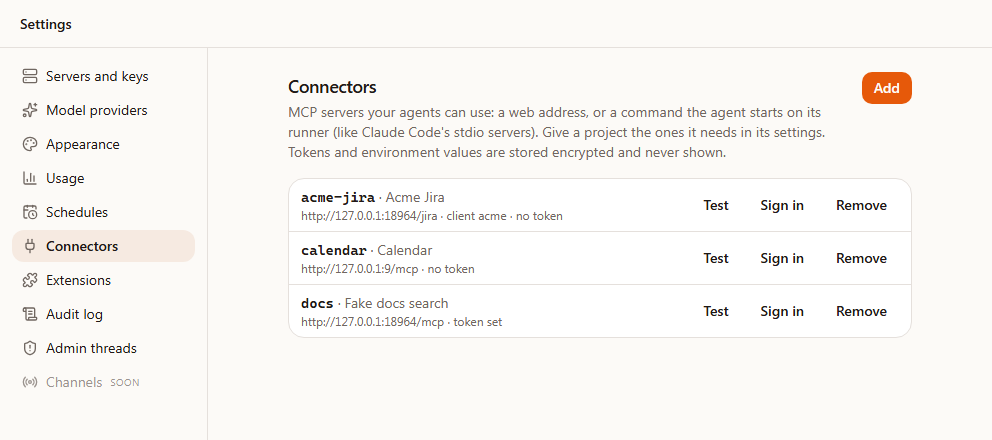 Settings
Servers and keys
Model providers
Appearance
Usage
Schedules
Connectors
Extensions
Audit log
Admin threads
Channels SOON
Connectors
Add
MCP servers your agents can use: a web address, or a command the agent starts on its
runner (like Claude Code's stdio servers). Give a project the ones it needs in its settings.
Tokens and environment values are stored encrypted and never shown.
acme-jira · Acme Jira
http://127.0.0.1:18964/jira · client acme · no token
Test Sign in Remove
calendar · Calendar
http://127.0.0.1:9/mcp · no token
Test Sign in Remove
docs · Fake docs search
http://127.0.0.1:18964/mcp · token set
Test Sign in Remove